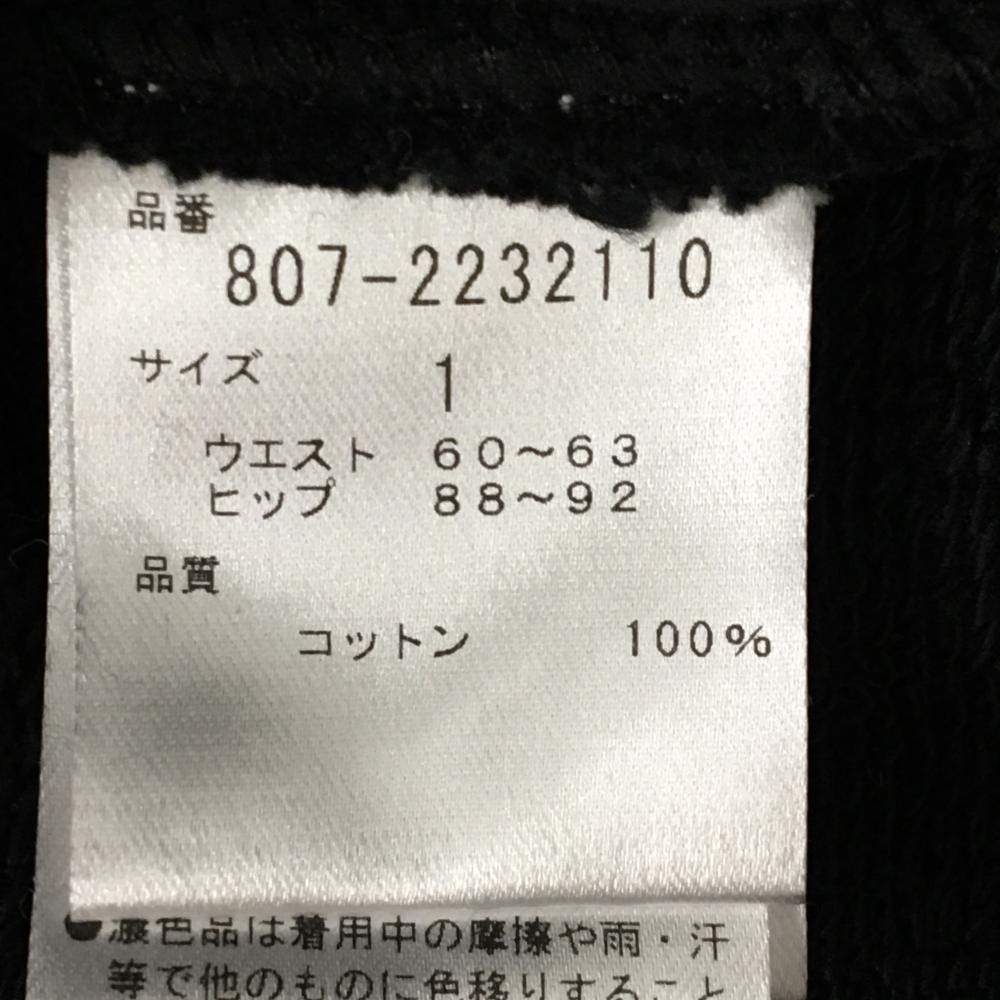 品番
807-2232110
サイズ 1
ウエスト 60~63
ヒップ 88~92
品質
コットン 100%
●濃色品は着用中の摩擦や雨・汗
等で他のものに色移りすること